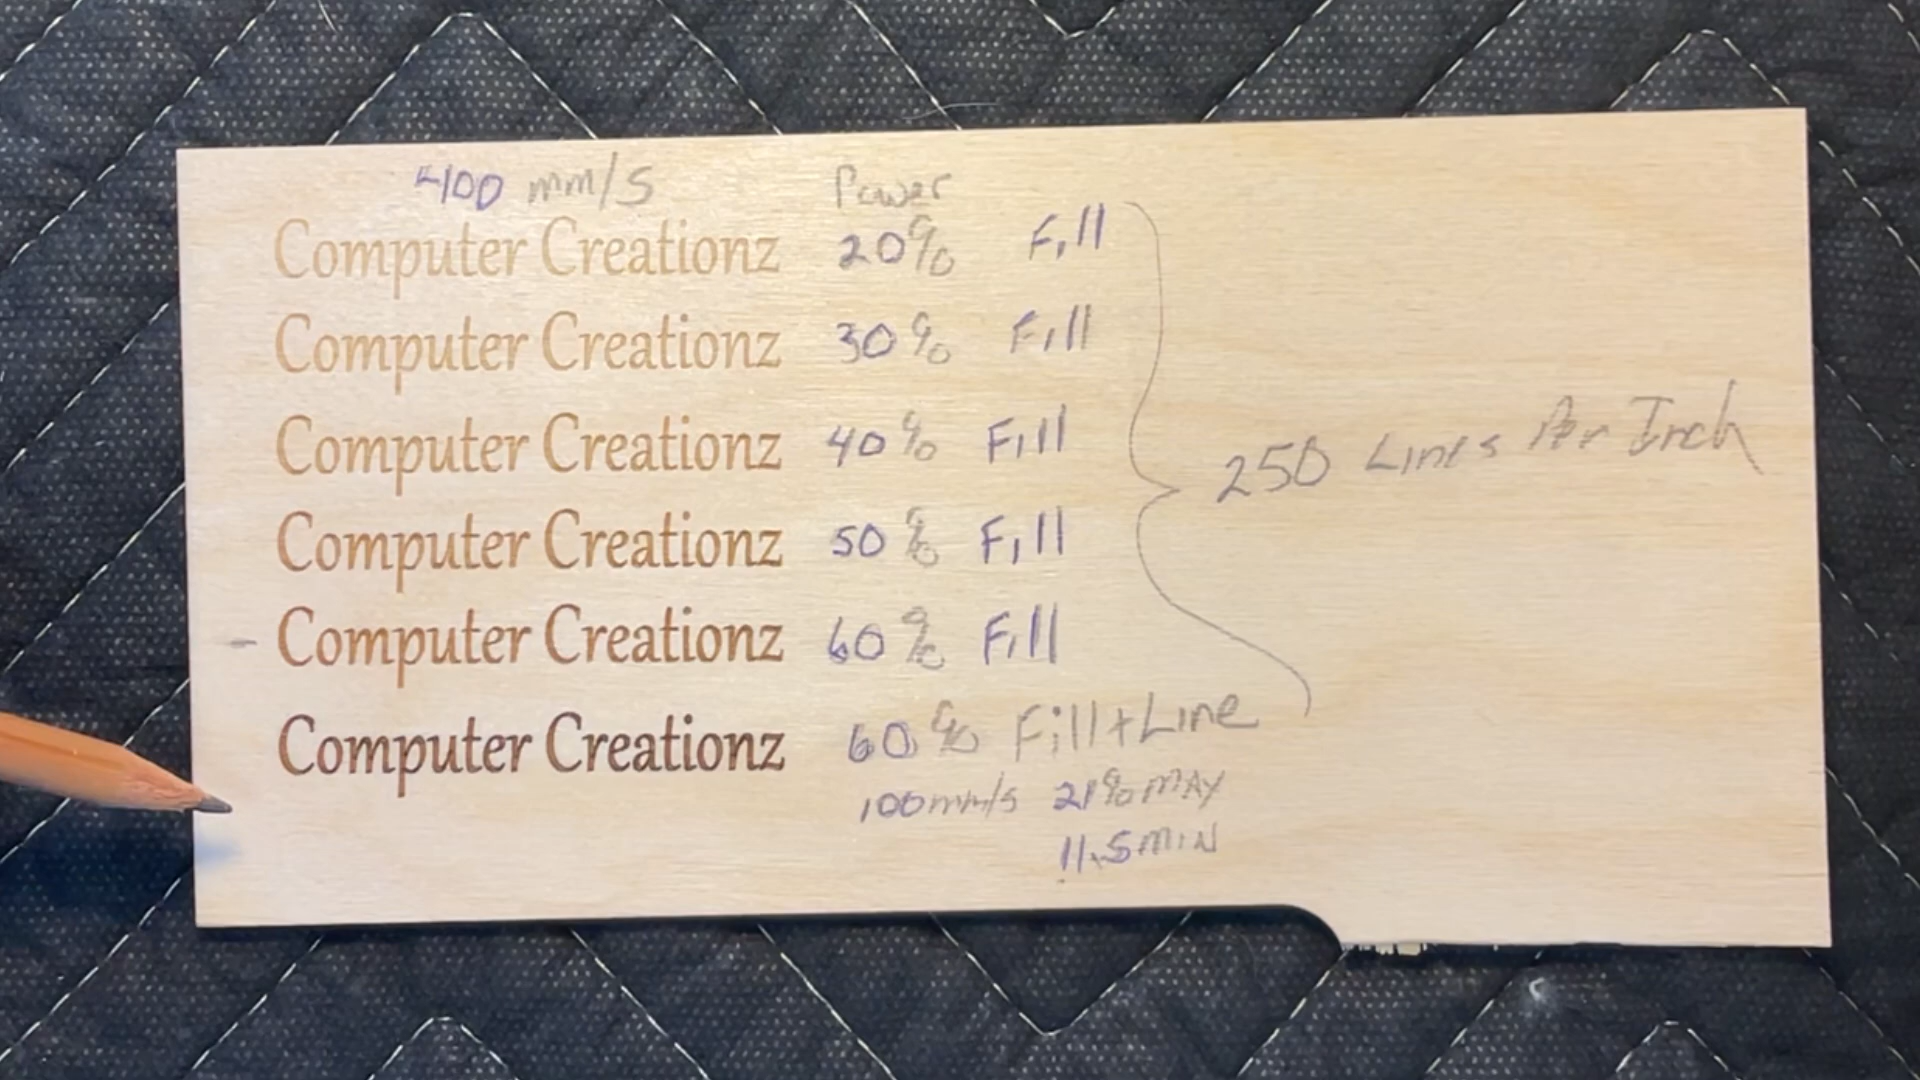 400 mm/s Power
Computer Creationz 20% Fill
Computer Creationz 30% Fill
Computer Creationz 40% Fill
250 Lines Per Inch
Computer Creationz 50% Fill
Computer Creationz 60% Fill
Computer Creationz 60% Fill+Line
100mm/s 21% MAX
11.5 MIN